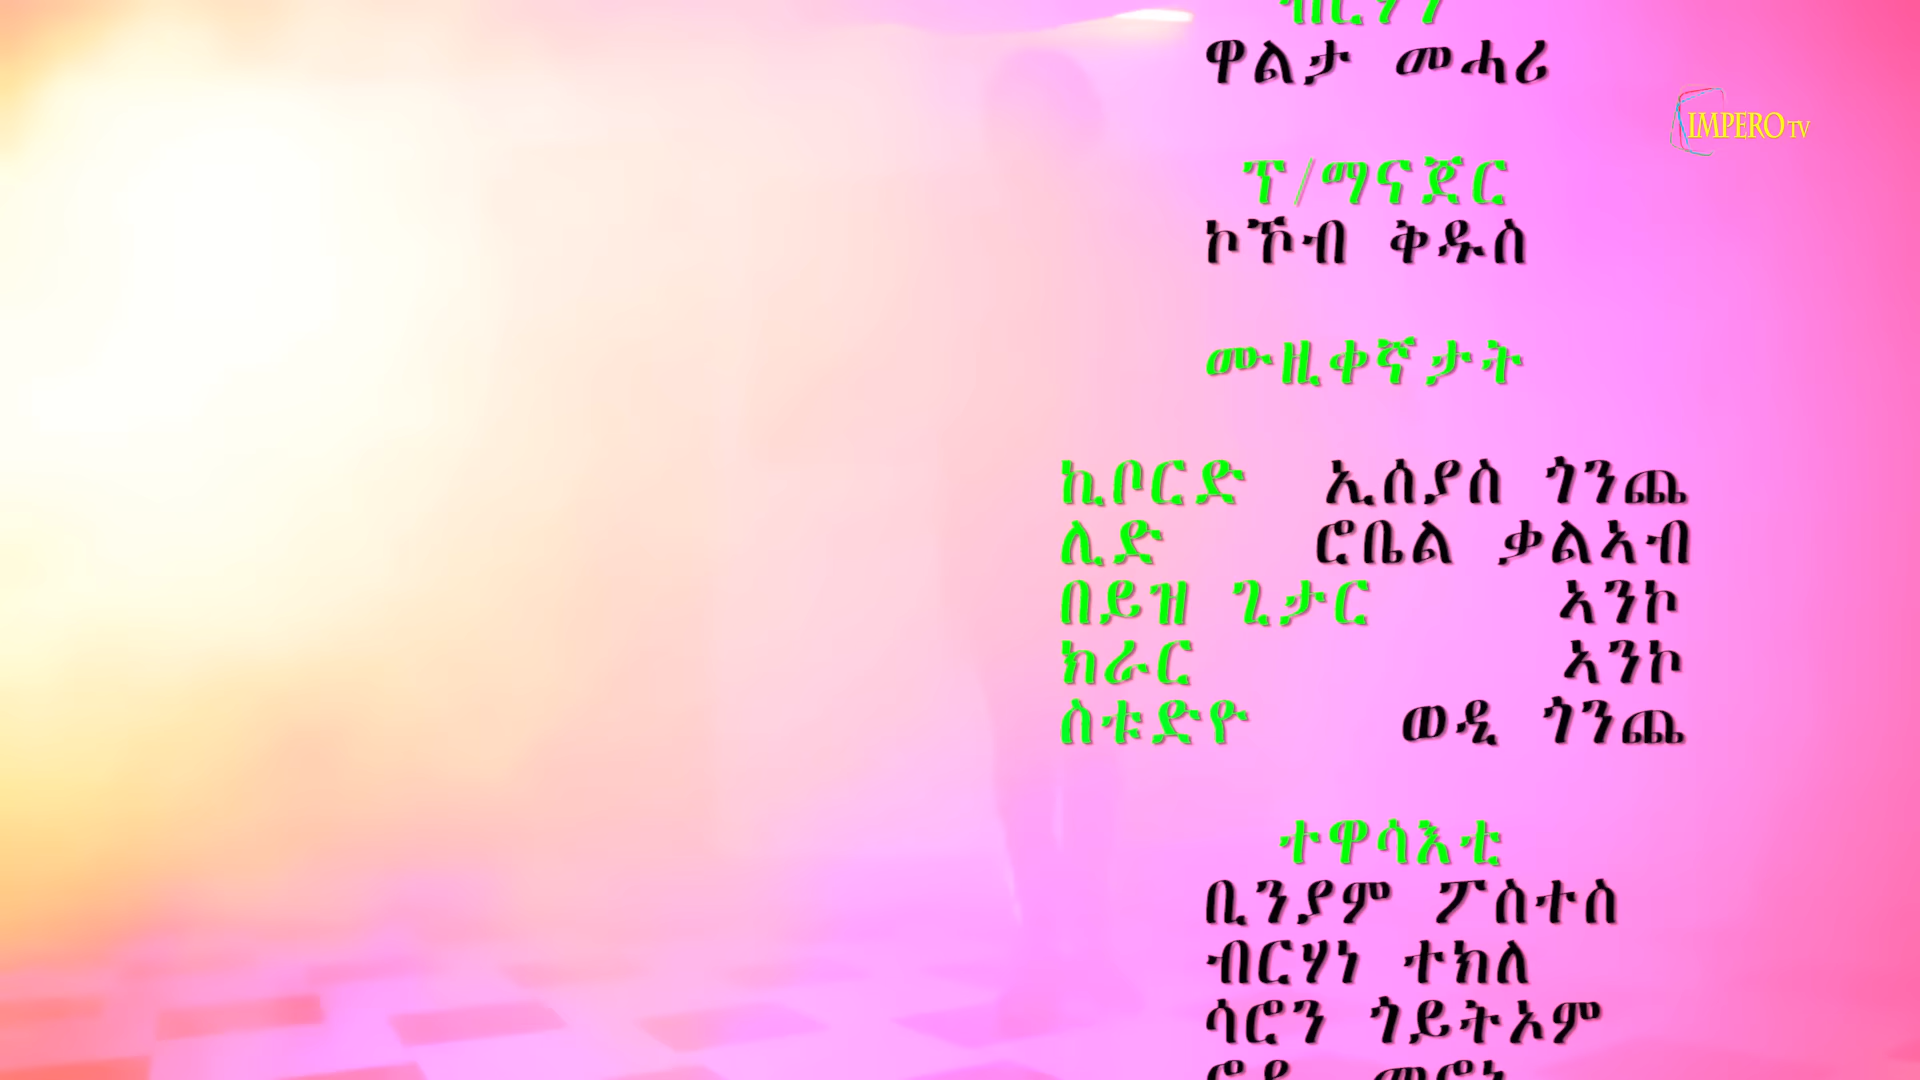 ብርሃን
ዋልታ መሓሪ
IMPERO TV
ፕ/ማናጀር
ኮኾብ ቅዱስ
ሙዚቀኛታት
ኪቦርድ ኢሰያስ ጎንጨ
ሊድ ሮቤል ቃልኣብ
በይዝ ጊታር ኣንኮ
ክራር ኣንኮ
ስቱድዮ ወዲ ጎንጨ
ተዋሳእቲ
ቢንያም ፖስተስ
ብርሃነ ተክለ
ሳሮን ጎይትኦም